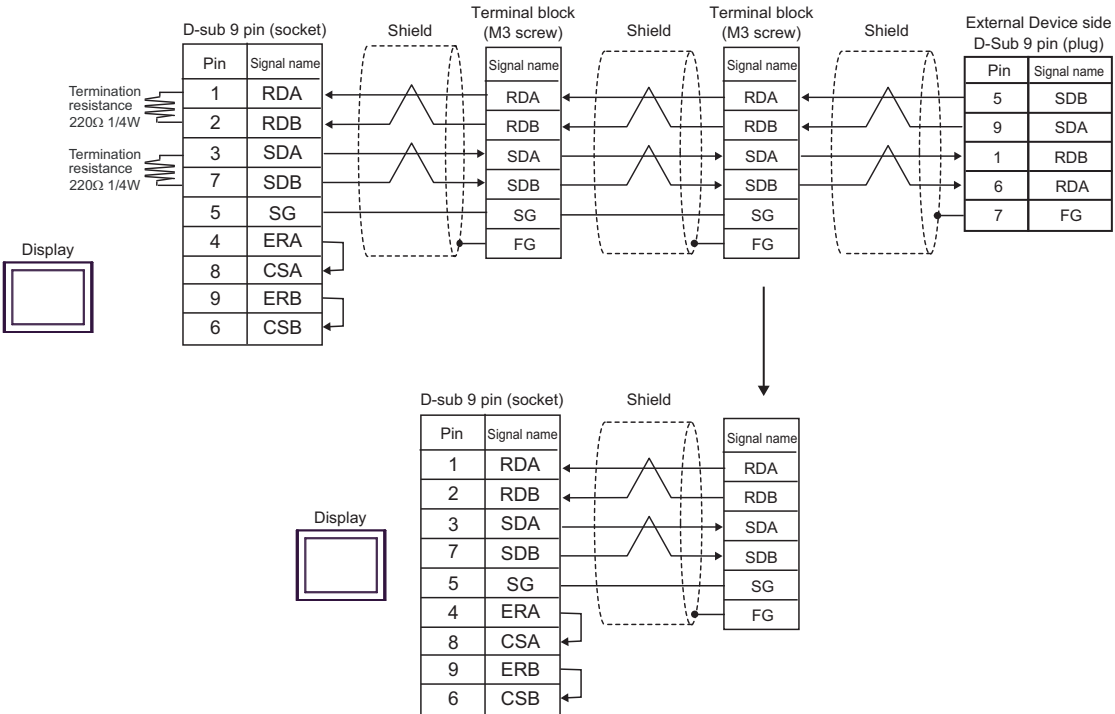 D-sub 9 pin (socket)
Shield
Terminal block
(M3 screw)
Shield
Terminal block
(M3 screw)
Shield
External Device side
D-Sub 9 pin (plug)
Pin Signal name
1 RDA
2 RDB
3 SDA
7 SDB
5 SG
4 ERA
8 CSA
9 ERB
6 CSB
Termination
resistance
220Ω 1/4W
Termination
resistance
220Ω 1/4W
Display
Signal name
RDA
RDB
SDA
SDB
SG
FG
Signal name
RDA
RDB
SDA
SDB
SG
FG
Pin Signal name
5 SDB
9 SDA
1 RDB
6 RDA
7 FG
D-sub 9 pin (socket)
Shield
Pin Signal name
1 RDA
2 RDB
3 SDA
7 SDB
5 SG
4 ERA
8 CSA
9 ERB
6 CSB
Display
Signal name
RDA
RDB
SDA
SDB
SG
FG